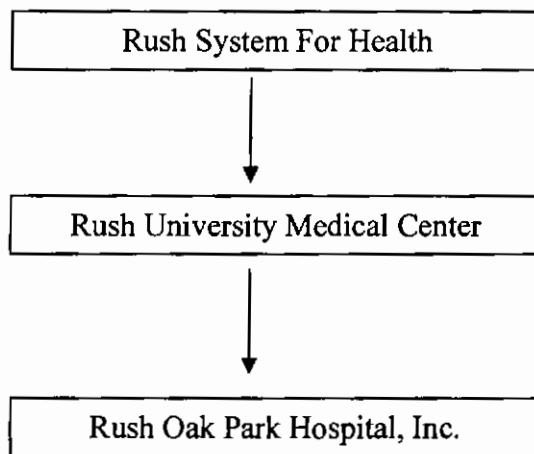 Rush System For Health
Rush University Medical Center
Rush Oak Park Hospital, Inc.